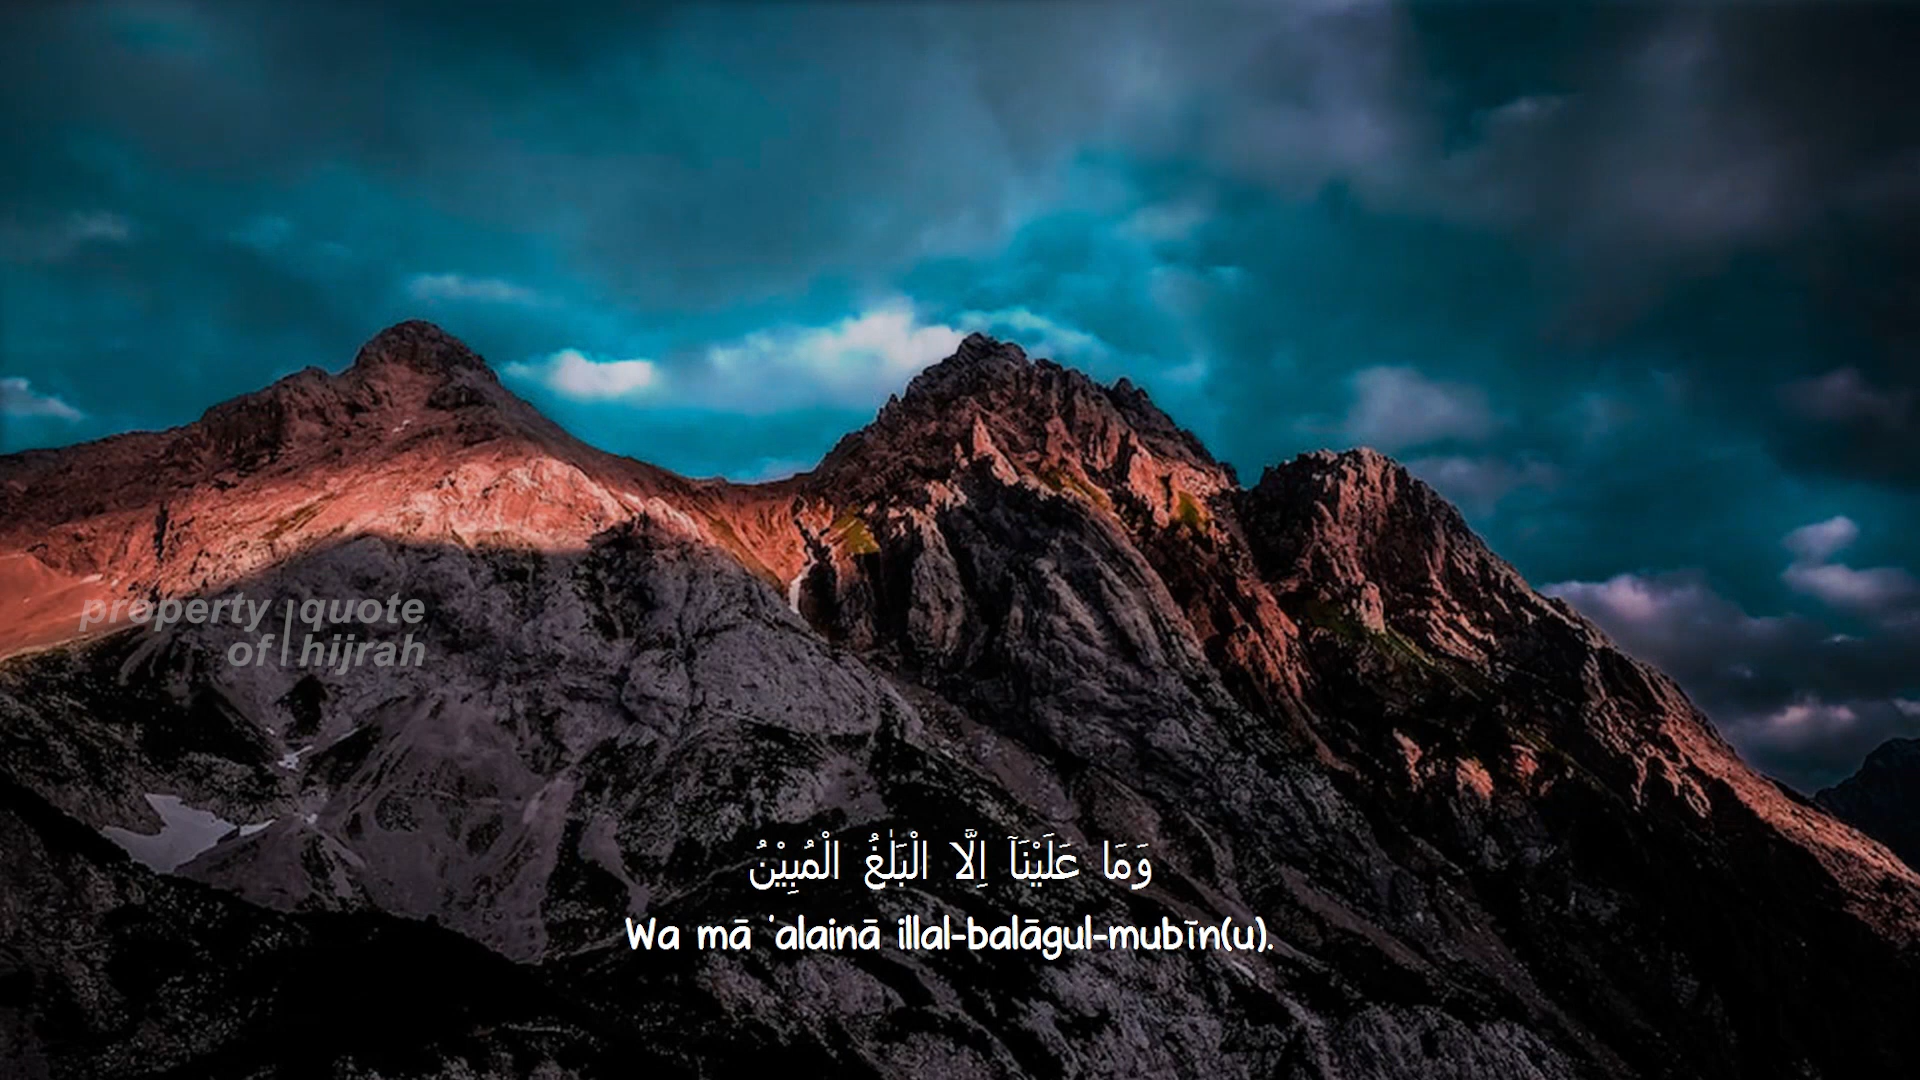 property | quote
of | hijrah
وَمَا عَلَيْنَآ اِلَّا الْبَلٰغُ الْمُبِيْنُ
Wa mā ‘alainā illal-balāgul-mubīn(u).